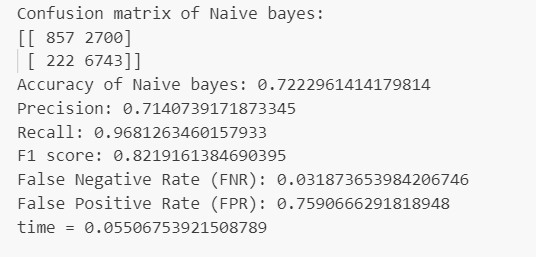 Confusion matrix of Naive bayes:
[[ 857 2700]
[ 222 6743]]
Accuracy of Naive bayes: 0.7222961414179814
Precision: 0.7140739171873345
Recall: 0.9681263460157933
F1 score: 0.8219161384690395
False Negative Rate (FNR): 0.031873653984206746
False Positive Rate (FPR): 0.7590666291818948
time = 0.05506753921508789